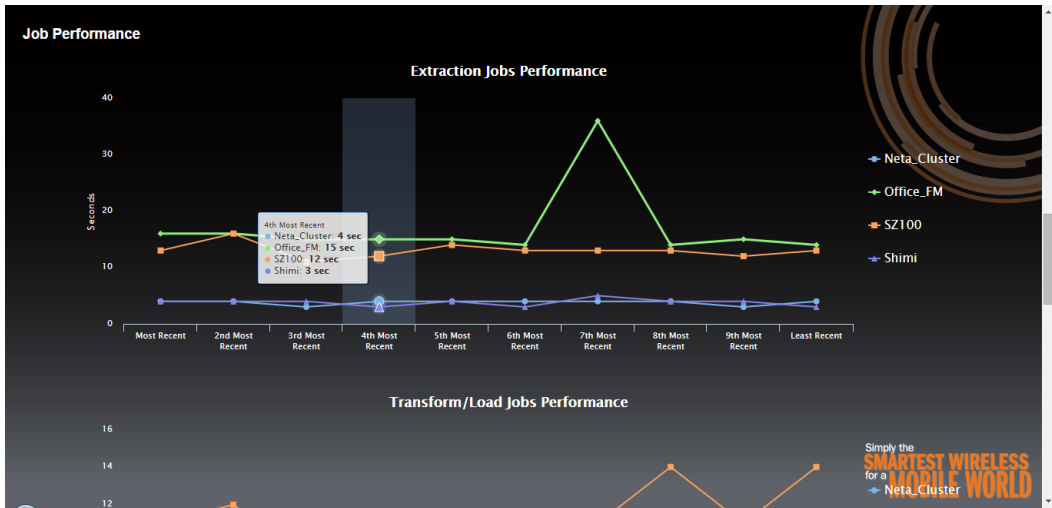 Job Performance
Extraction Jobs Performance
40
30
20
10
0
Seconds
4th Most Recent
Neta_Cluster: 4 sec
Office_FM: 15 sec
SZ100: 12 sec
Shimi: 3 sec
Most Recent
2nd Most
Recent
3rd Most
Recent
4th Most
Recent
5th Most
Recent
6th Most
Recent
7th Most
Recent
8th Most
Recent
9th Most
Recent
Least Recent
Neta_Cluster
Office_FM
SZ100
Shimi
Transform/Load Jobs Performance
16
14
12
Simply the
SMARTEST WIRELESS
for a MOBILE WORLD
Neta_Cluster